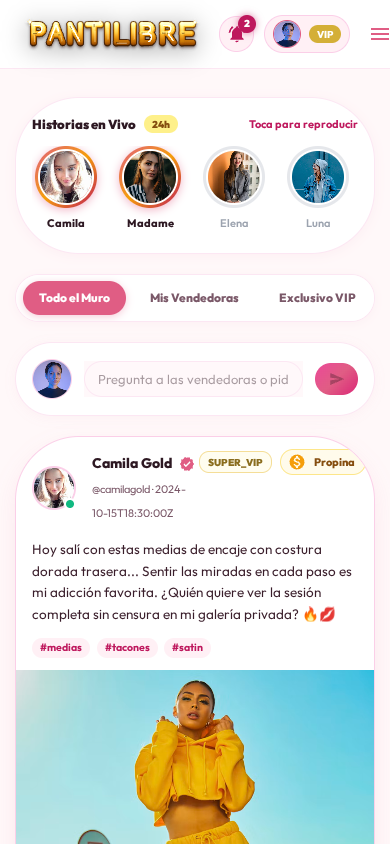 PANTILIBRE
2
VIP
Historias en Vivo
24h
Toca para reproducir
Camila
Madame
Elena
Luna
Todo el Muro
Mis Vendedoras
Exclusivo VIP
Pregunta a las vendedoras o pid
Camila Gold
SUPER_VIP
Propina
@camilagold · 2024-
10-15T18:30:00Z
Hoy salí con estas medias de encaje con costura
dorada trasera... Sentir las miradas en cada paso es
mi adicción favorita. ¿Quién quiere ver la sesión
completa sin censura en mi galería privada? 🔥💋
#medias
#tacones
#satin